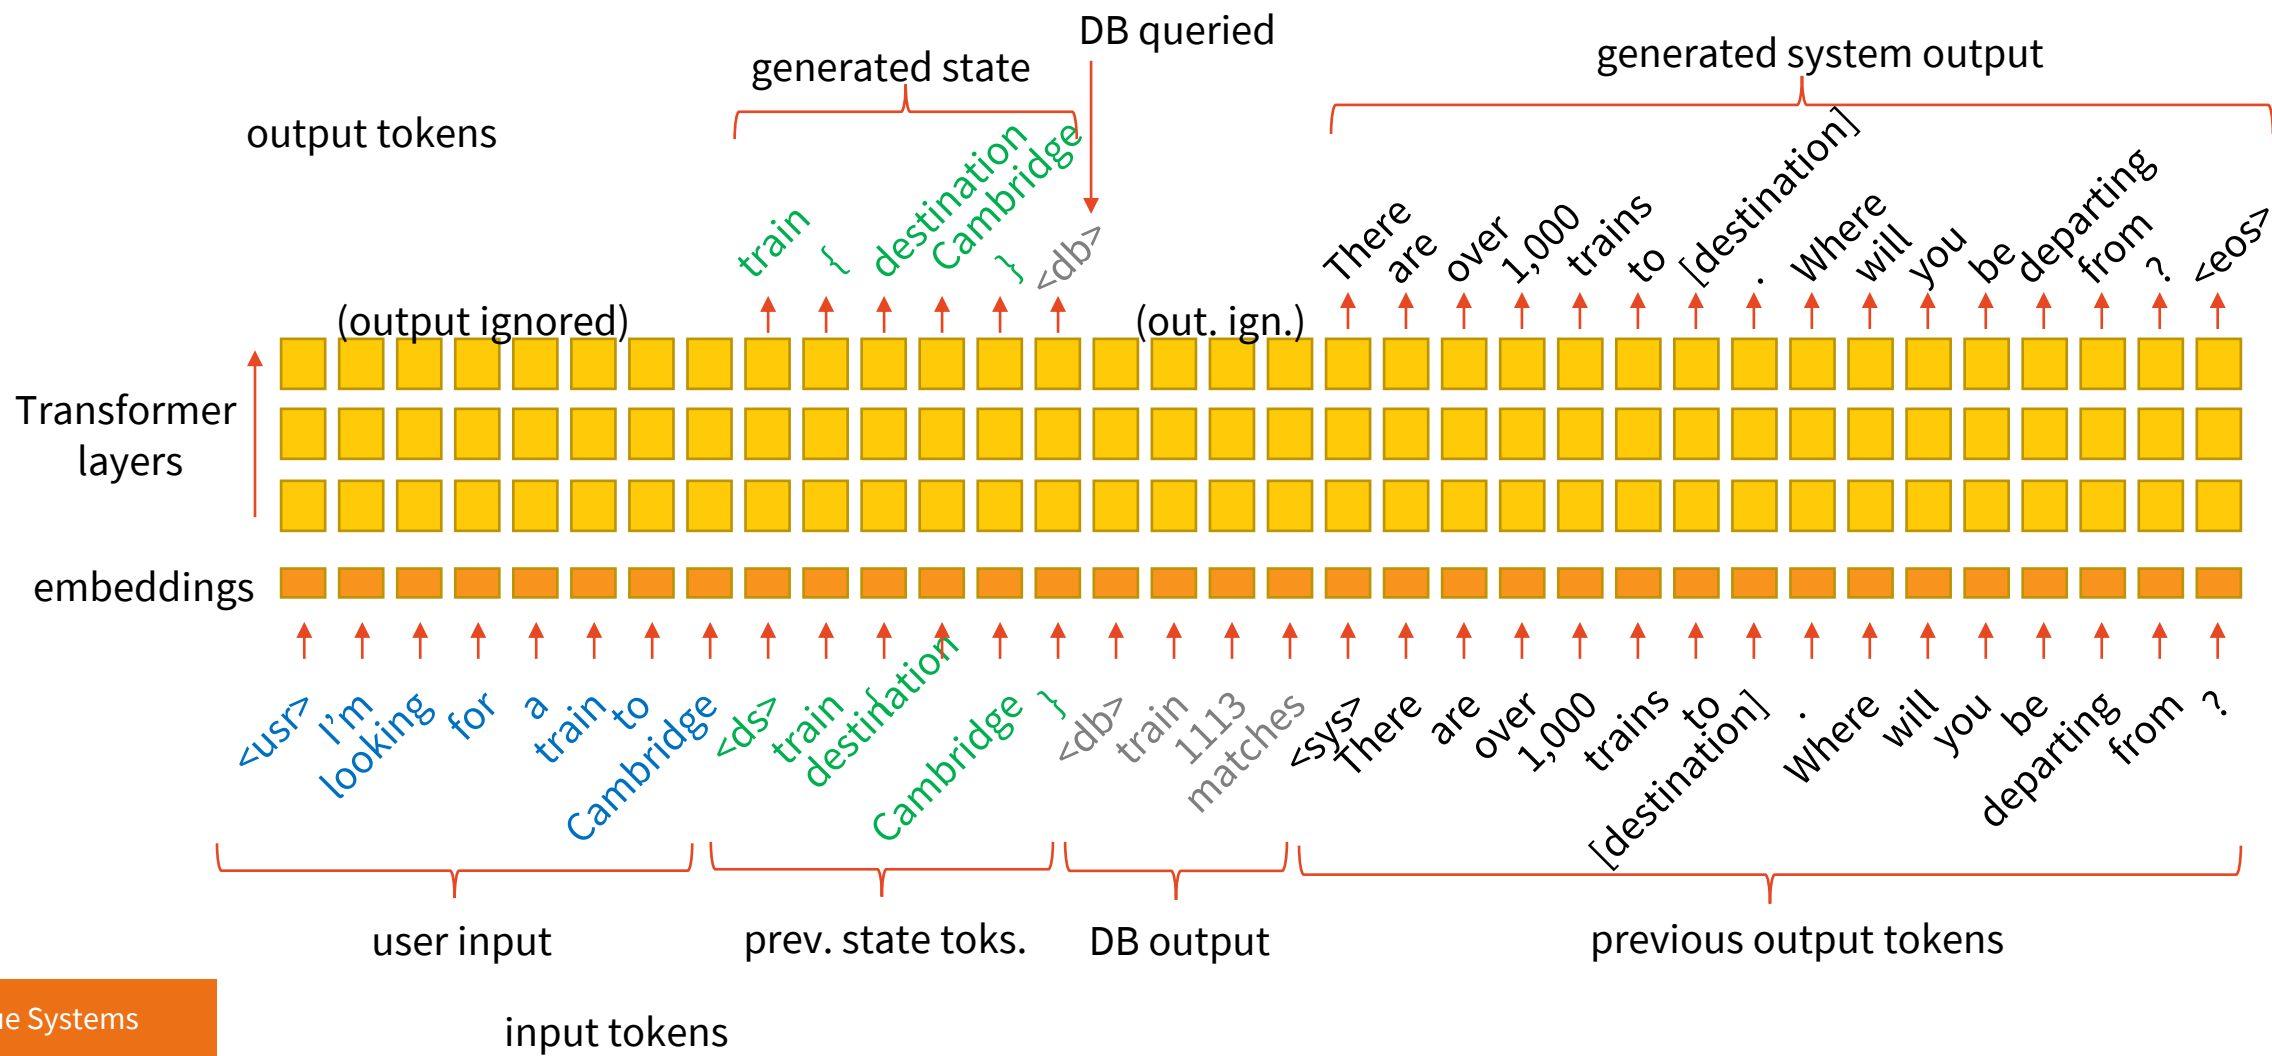 DB queried
generated state
generated system output
output tokens
train { destination Cambridge } <db>
There are over 1,000 trains to [destination] . Where will you be departing from ? <eos>
(output ignored)
(out. ign.)
Transformer
layers
embeddings
<usr> I'm looking for a train to Cambridge <ds> train { destination Cambridge } <db> train 1113 matches <sys> There are over 1,000 trains to [destination] . Where will you be departing from ?
user input
prev. state toks.
DB output
previous output tokens
ue Systems
input tokens